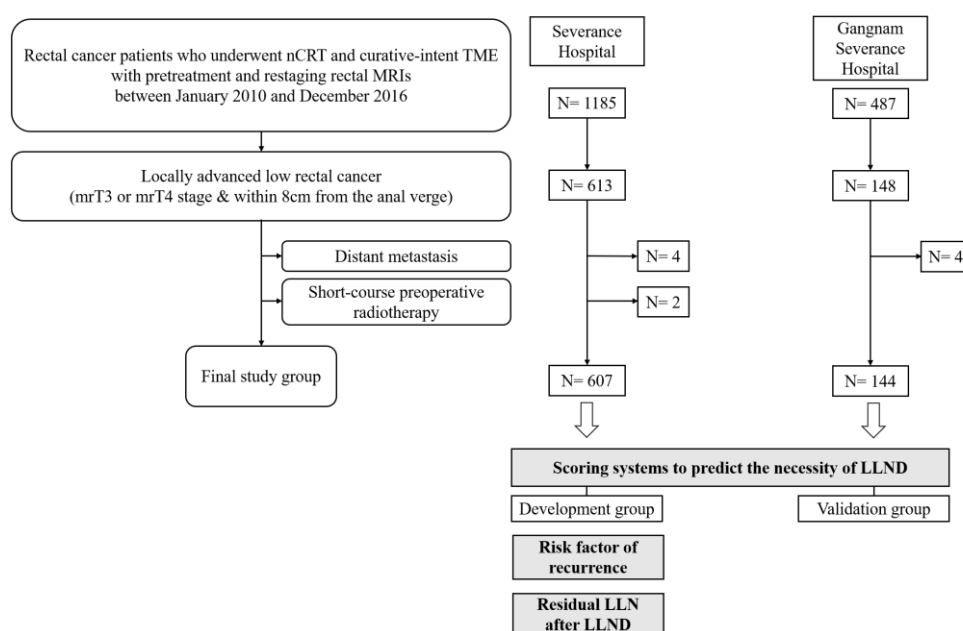 Rectal cancer patients who underwent nCRT and curative-intent TME
with pretreatment and restaging rectal MRIs
between January 2010 and December 2016
Severance
Hospital
Gangnam
Severance
Hospital
N= 1185
N= 487
Locally advanced low rectal cancer
(mrT3 or mrT4 stage & within 8cm from the anal verge)
N= 613
N= 148
Distant metastasis
N= 4
N= 4
Short-course preoperative
radiotherapy
N= 2
Final study group
N= 607
N= 144
Scoring systems to predict the necessity of LLND
Development group
Validation group
Risk factor of
recurrence
Residual LLN
after LLND